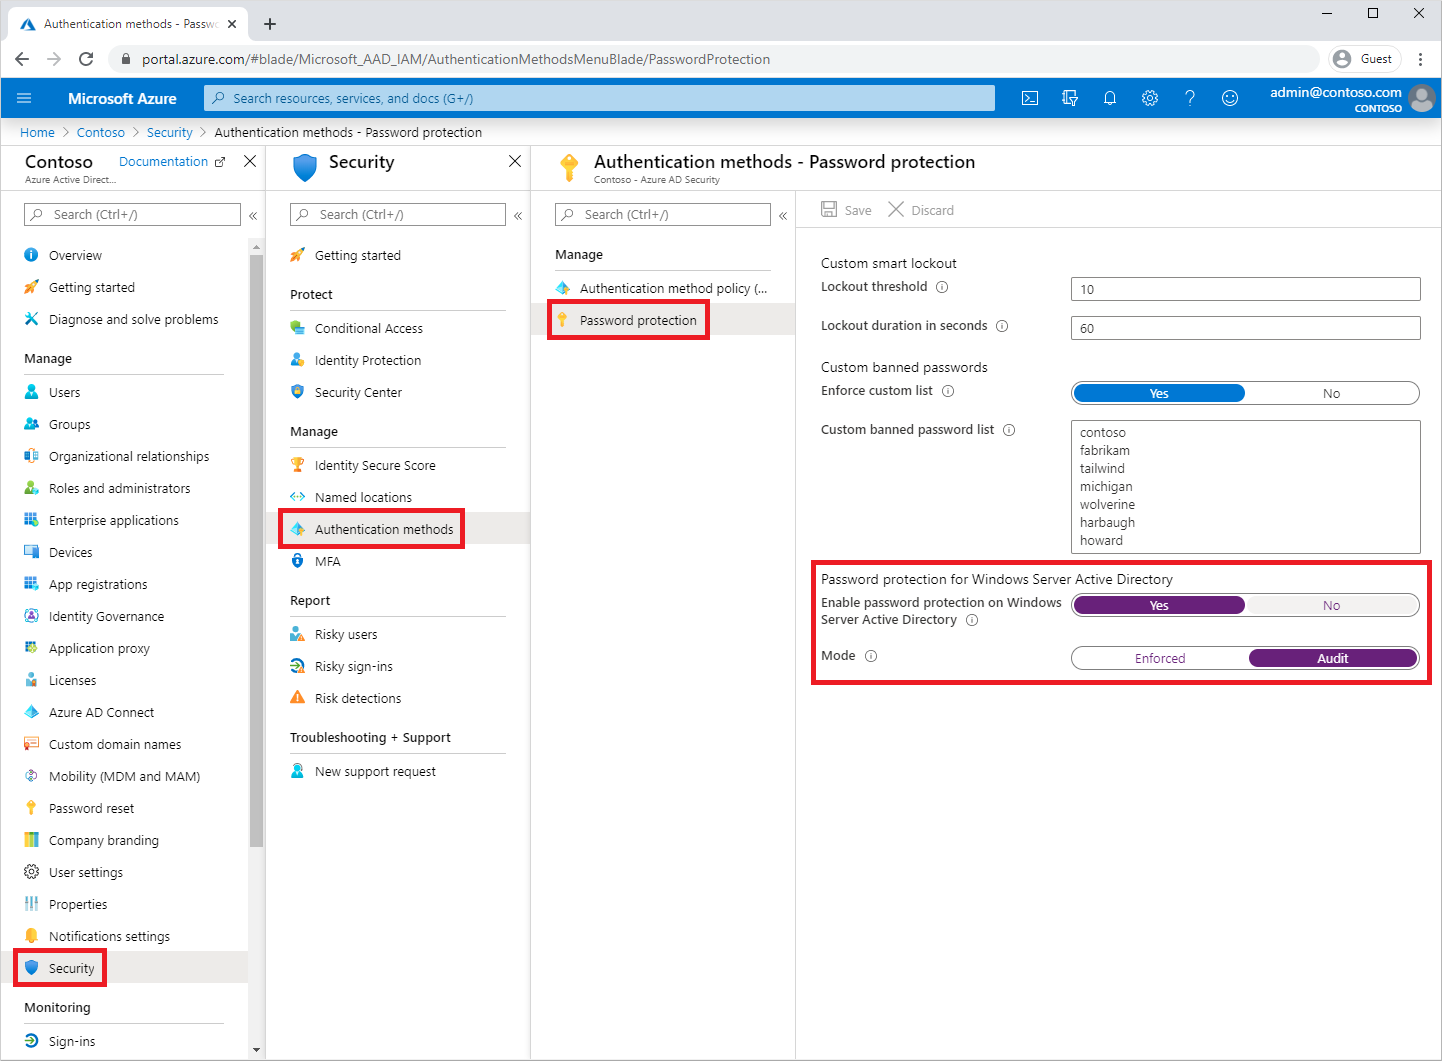 Authentication methods - Passw
portal.azure.com/#blade/Microsoft_AAD_IAM/AuthenticationMethodsMenuBlade/PasswordProtection
Guest
Microsoft Azure
Search resources, services, and docs (G+/)
admin@contoso.com
CONTOSO
Home > Contoso > Security > Authentication methods - Password protection
Contoso
Documentation
Azure Active Direct...
Search (Ctrl+/)
Overview
Getting started
Diagnose and solve problems
Manage
Users
Groups
Organizational relationships
Roles and administrators
Enterprise applications
Devices
App registrations
Identity Governance
Application proxy
Licenses
Azure AD Connect
Custom domain names
Mobility (MDM and MAM)
Password reset
Company branding
User settings
Properties
Notifications settings
Security
Monitoring
Sign-ins
Security
Search (Ctrl+/)
Getting started
Protect
Conditional Access
Identity Protection
Security Center
Manage
Identity Secure Score
Named locations
Authentication methods
MFA
Report
Risky users
Risky sign-ins
Risk detections
Troubleshooting + Support
New support request
Authentication methods - Password protection
Contoso - Azure AD Security
Search (Ctrl+/)
Manage
Authentication method policy (...
Password protection
Save
Discard
Custom smart lockout
Lockout threshold
10
Lockout duration in seconds
60
Custom banned passwords
Enforce custom list
Yes
No
Custom banned password list
contoso
fabrikam
tailwind
michigan
wolverine
harbaugh
howard
Password protection for Windows Server Active Directory
Enable password protection on Windows
Server Active Directory
Yes
No
Mode
Enforced
Audit